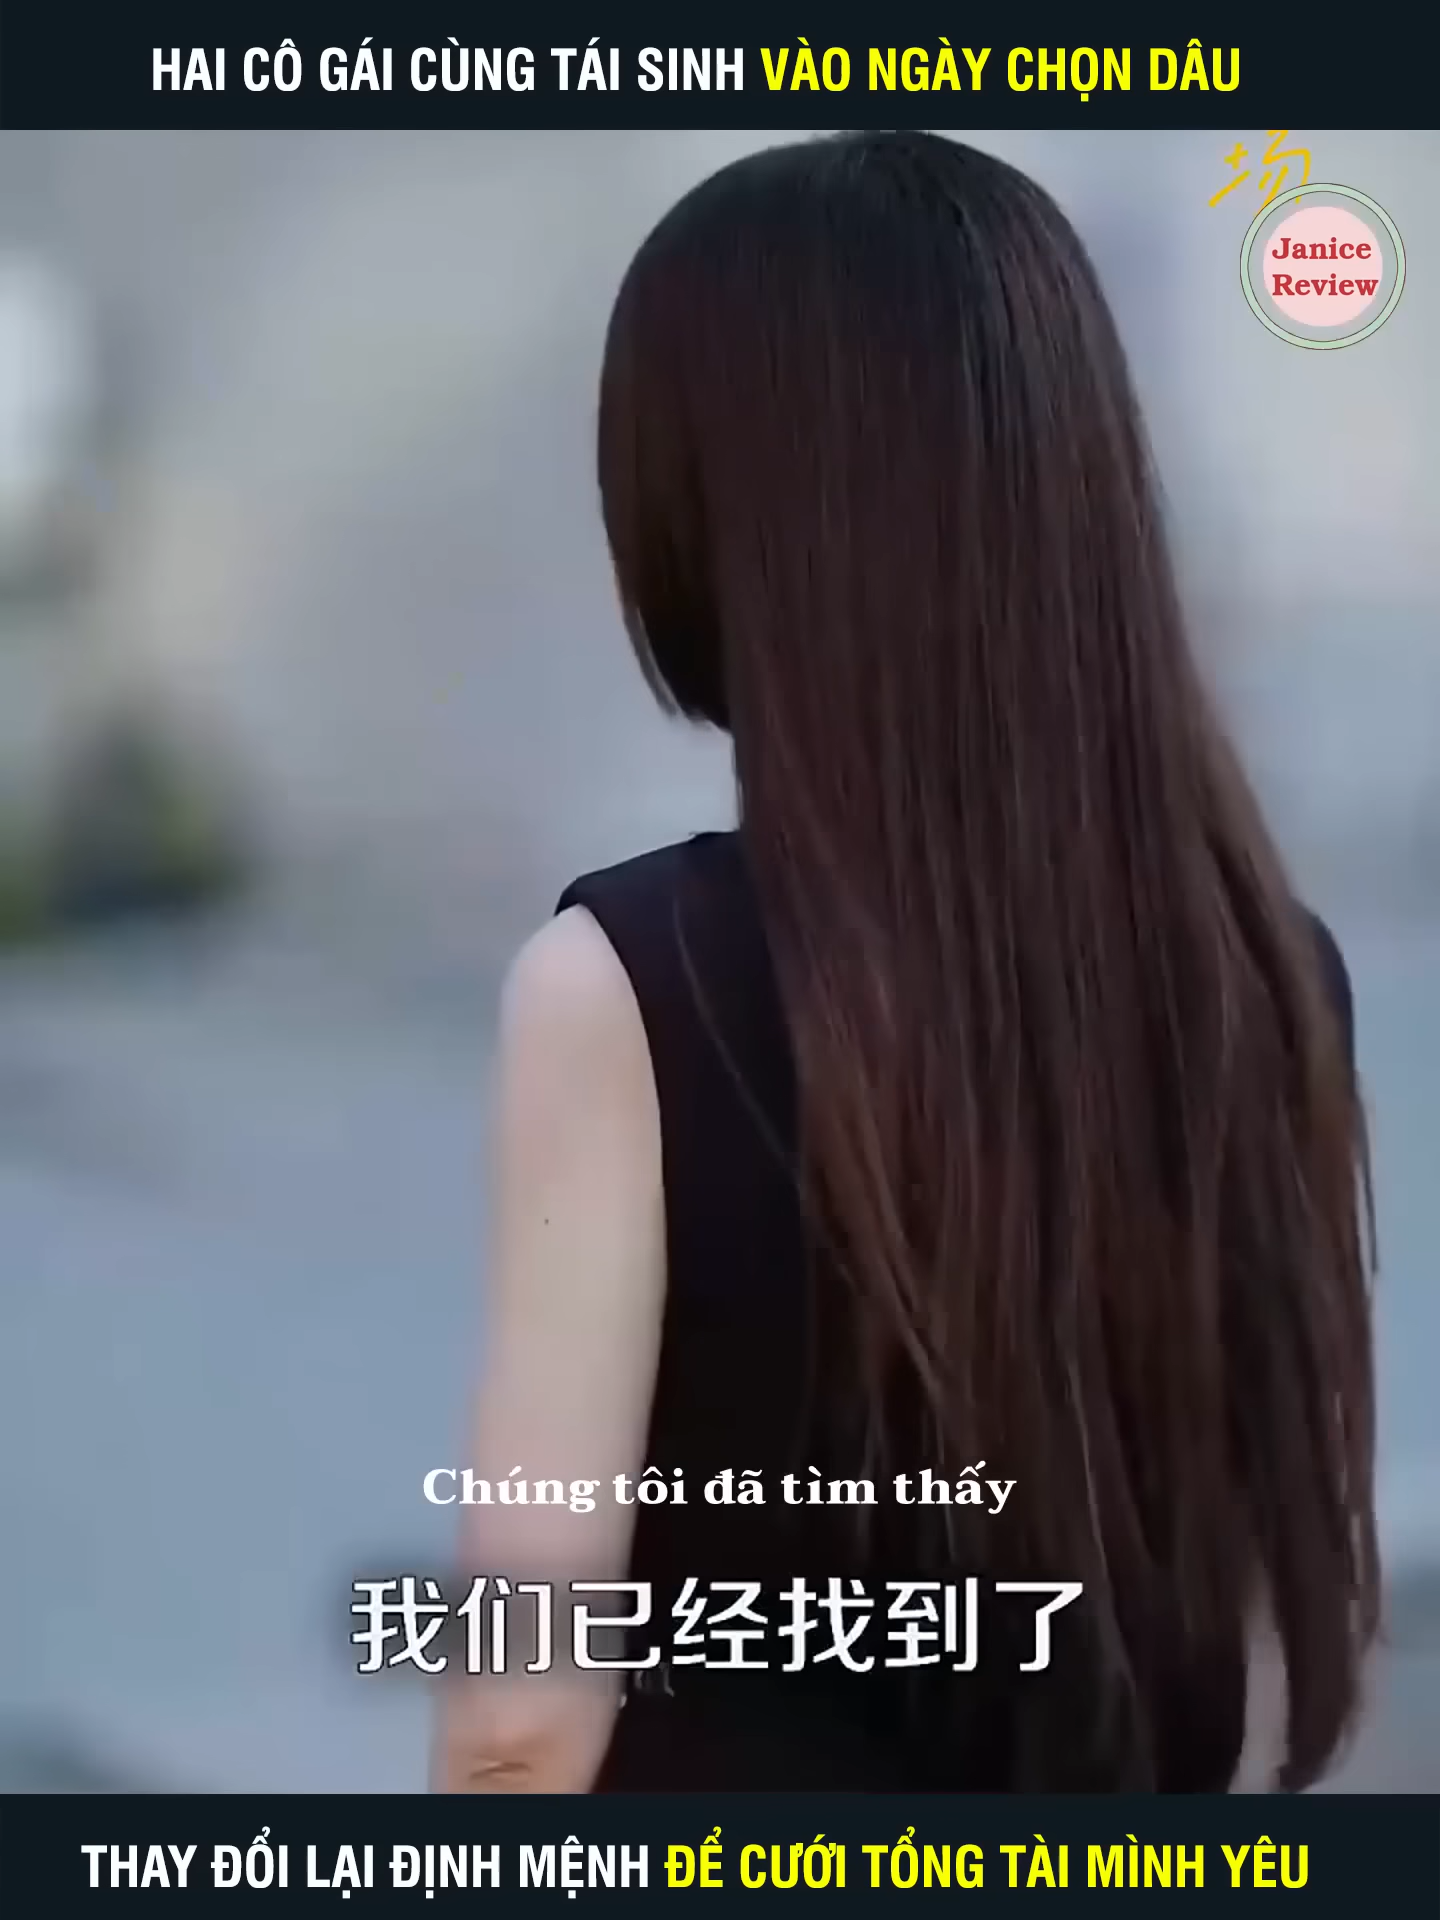 HAI CÔ GÁI CÙNG TÁI SINH VÀO NGÀY CHỌN DÂU
场
Janice
Review
Chúng tôi đã tìm thấy
我们已经找到了
THAY ĐỔI LẠI ĐỊNH MỆNH ĐỂ CƯỚI TỔNG TÀI MÌNH YÊU